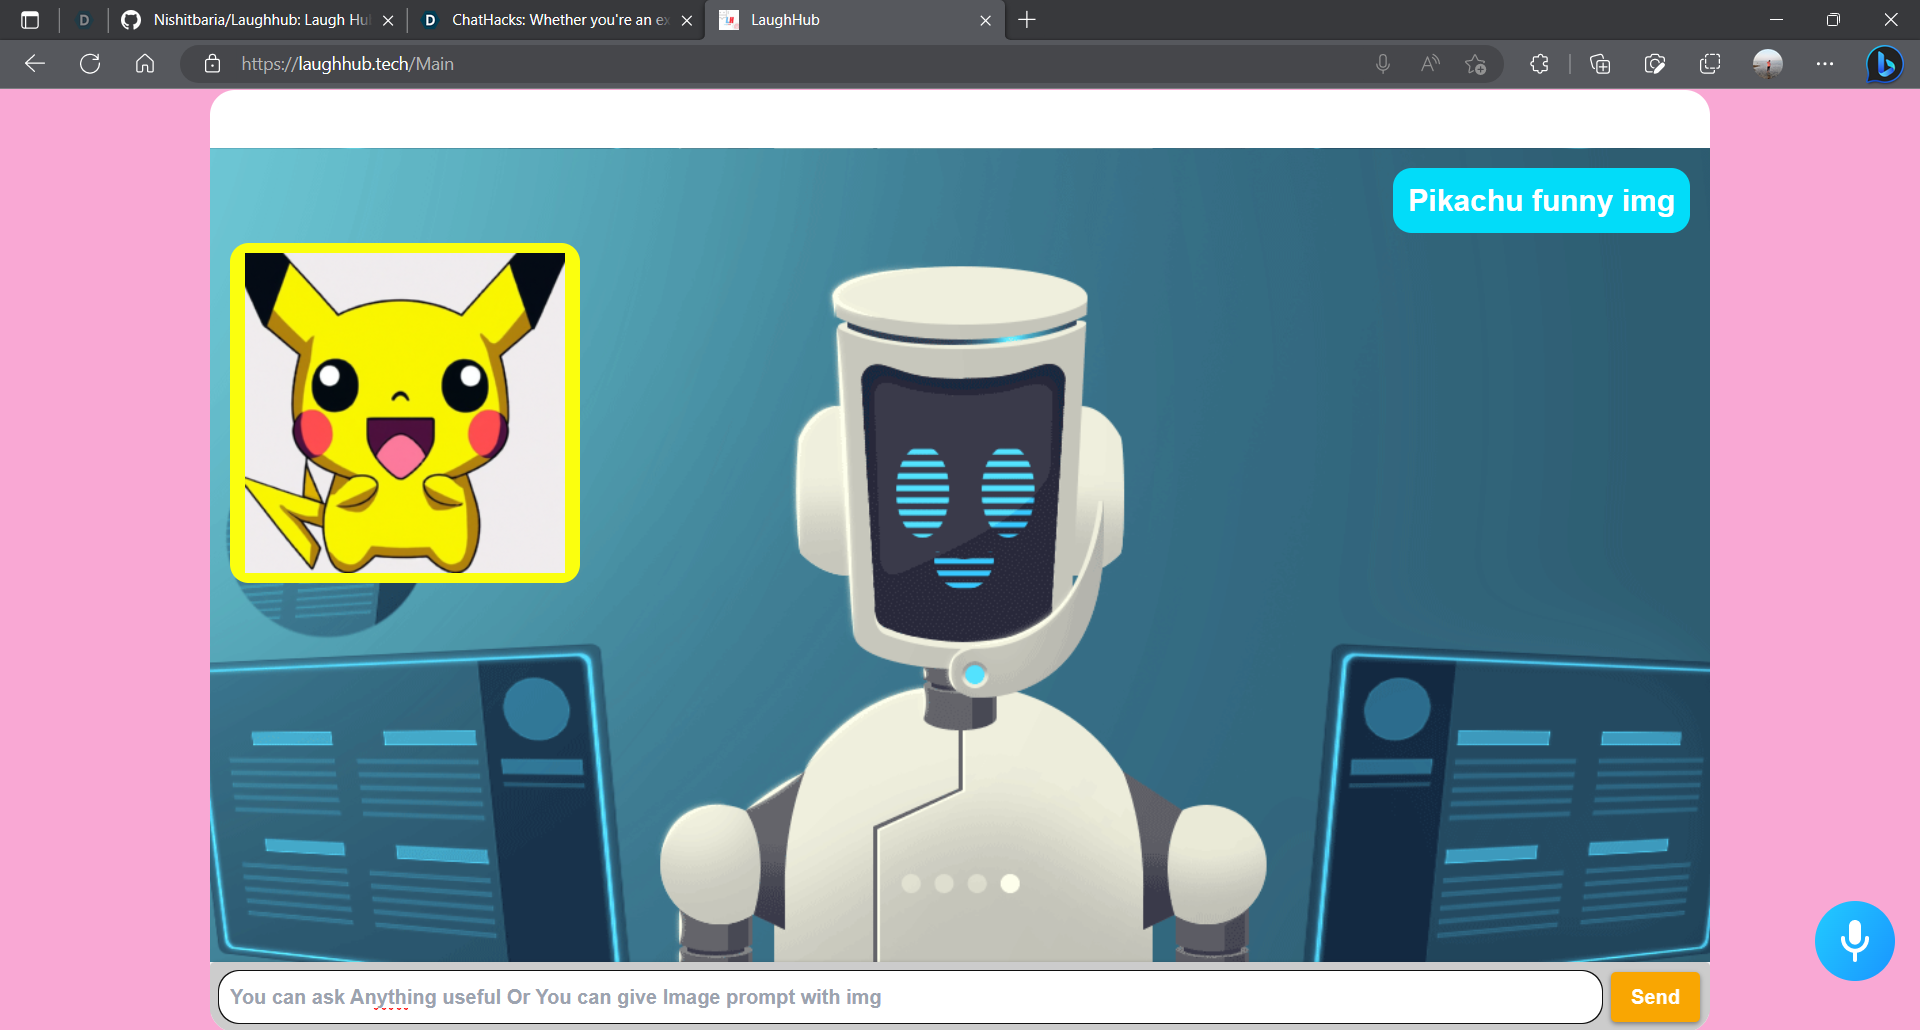 D
Nishitbaria/Laughhub: Laugh Hu
D
ChatHacks: Whether you're an ex
LaughHub
https://laughhub.tech/Main
Pikachu funny img
You can ask Anything useful Or You can give Image prompt with img
Send